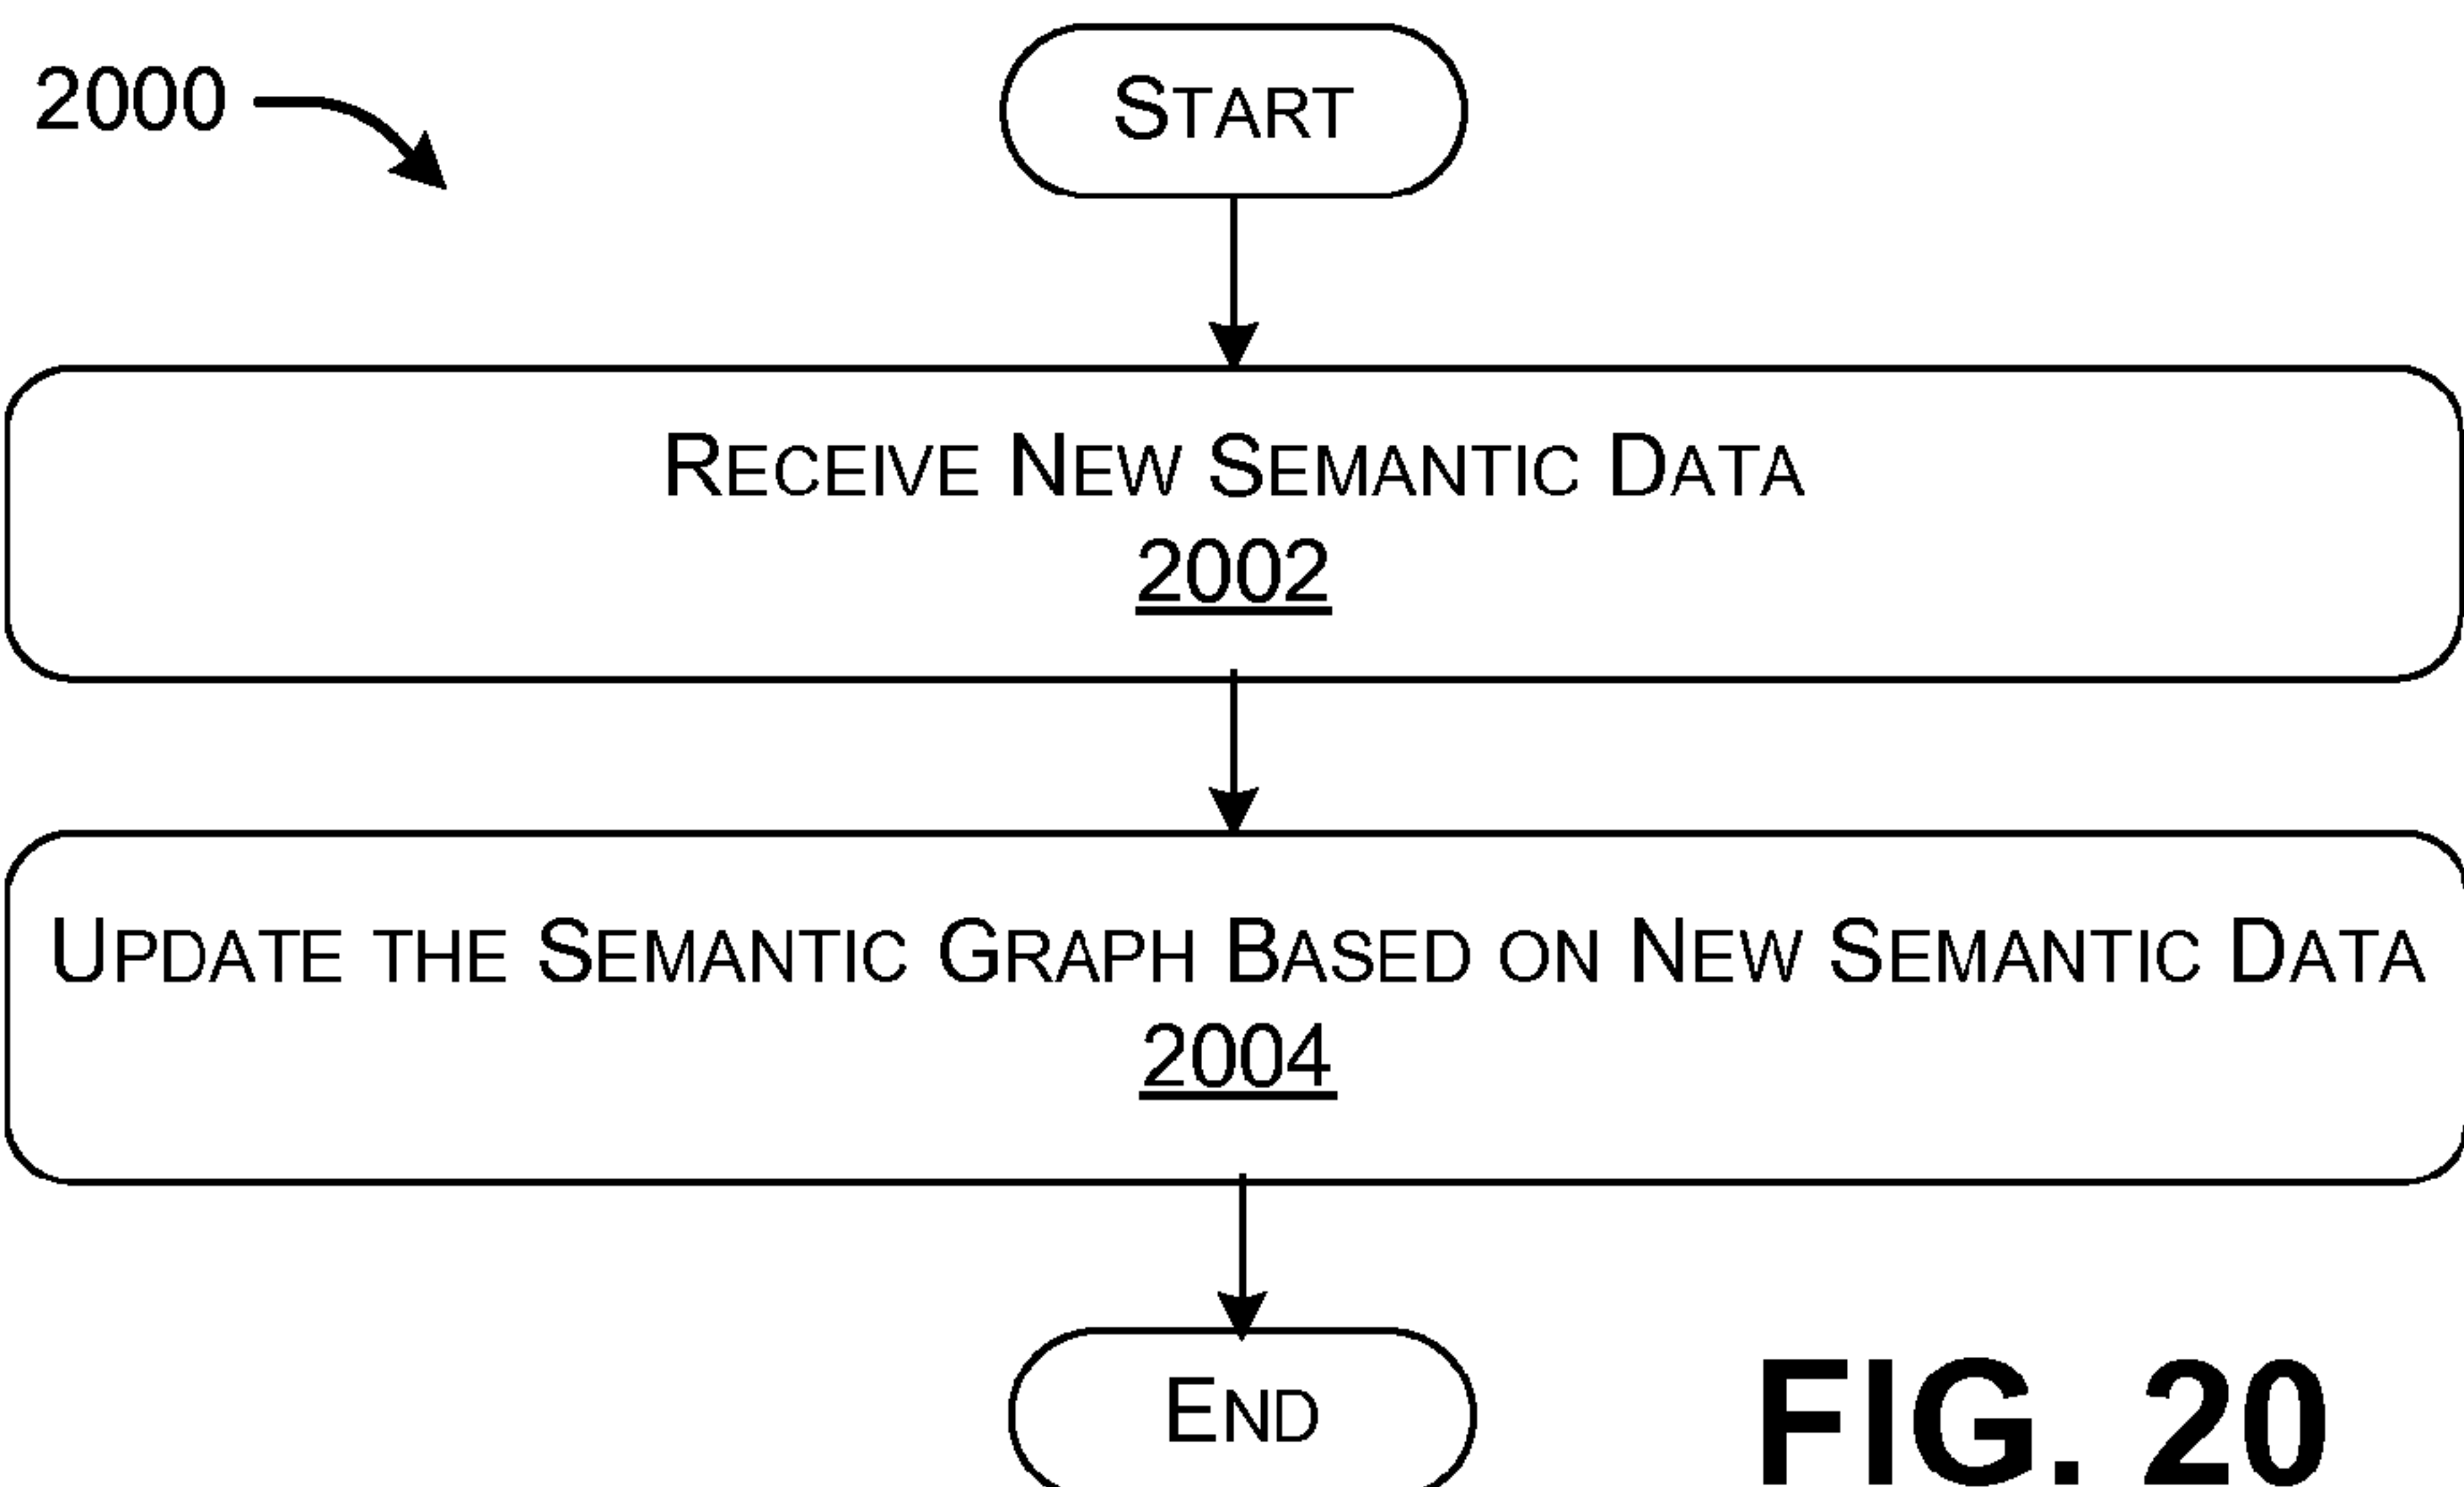 2000
START
RECEIVE NEW SEMANTIC DATA
2002
UPDATE THE SEMANTIC GRAPH BASED ON NEW SEMANTIC DATA
2004
END
FIG. 20